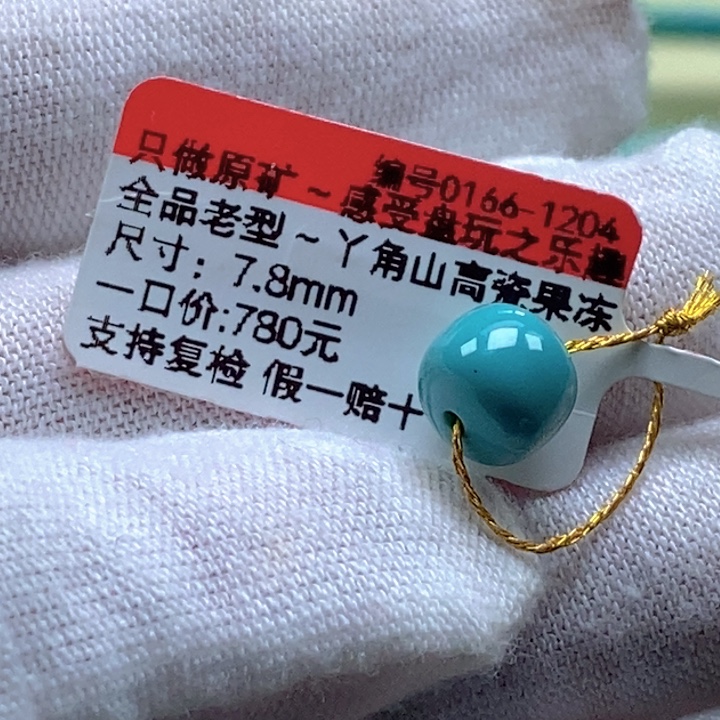 编号0166-1204
只做原矿~感受盘玩之乐趣
全品老型~丫角山高瓷果冻
尺寸：7.8mm
一口价:780元
支持复检 假一赔十